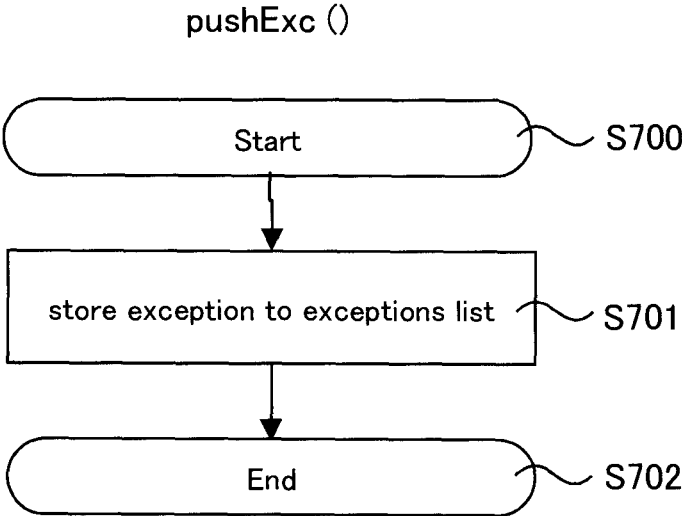 pushExc ()
Start
S700
store exception to exceptions list
S701
End
S702